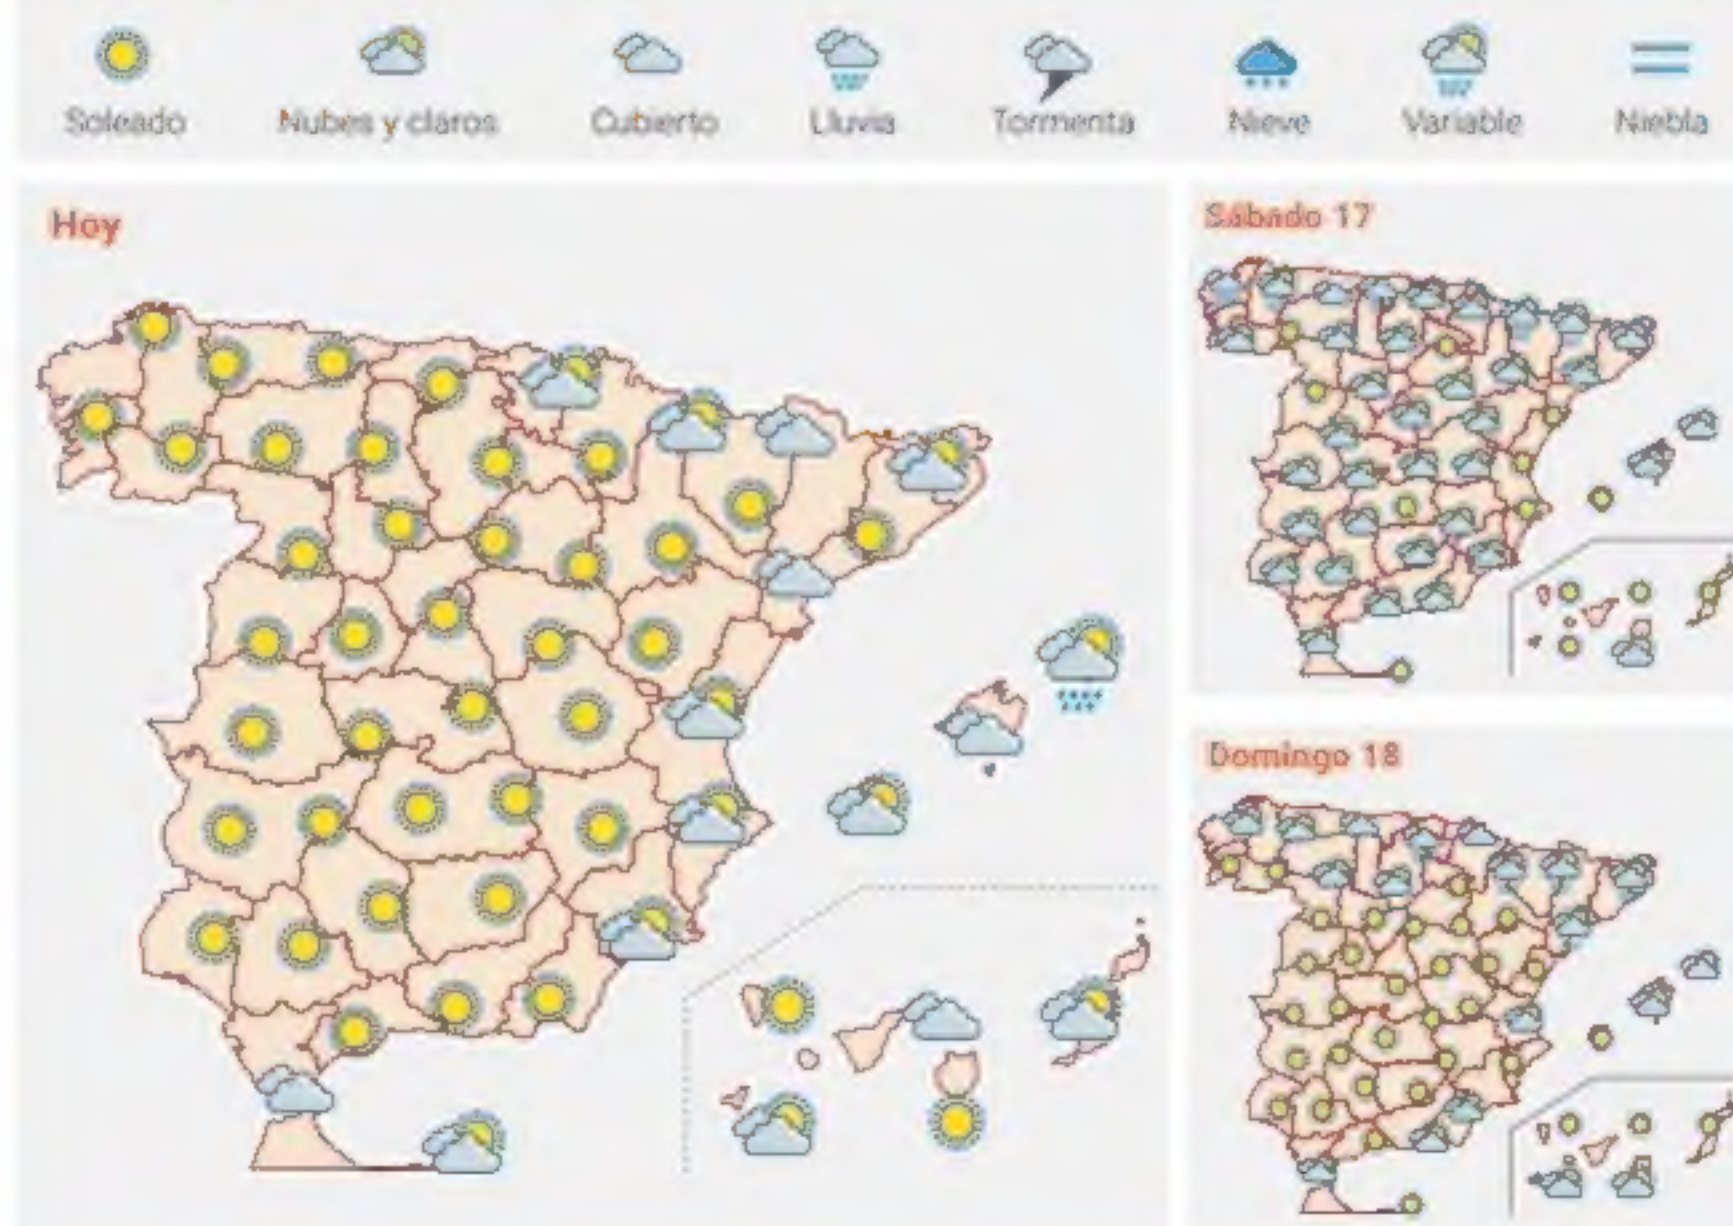 Soleado Nubes y claros Cubierto Lluvia Tormenta Nieve Variable Niebla
Hoy
Sábado 17
Domingo 18